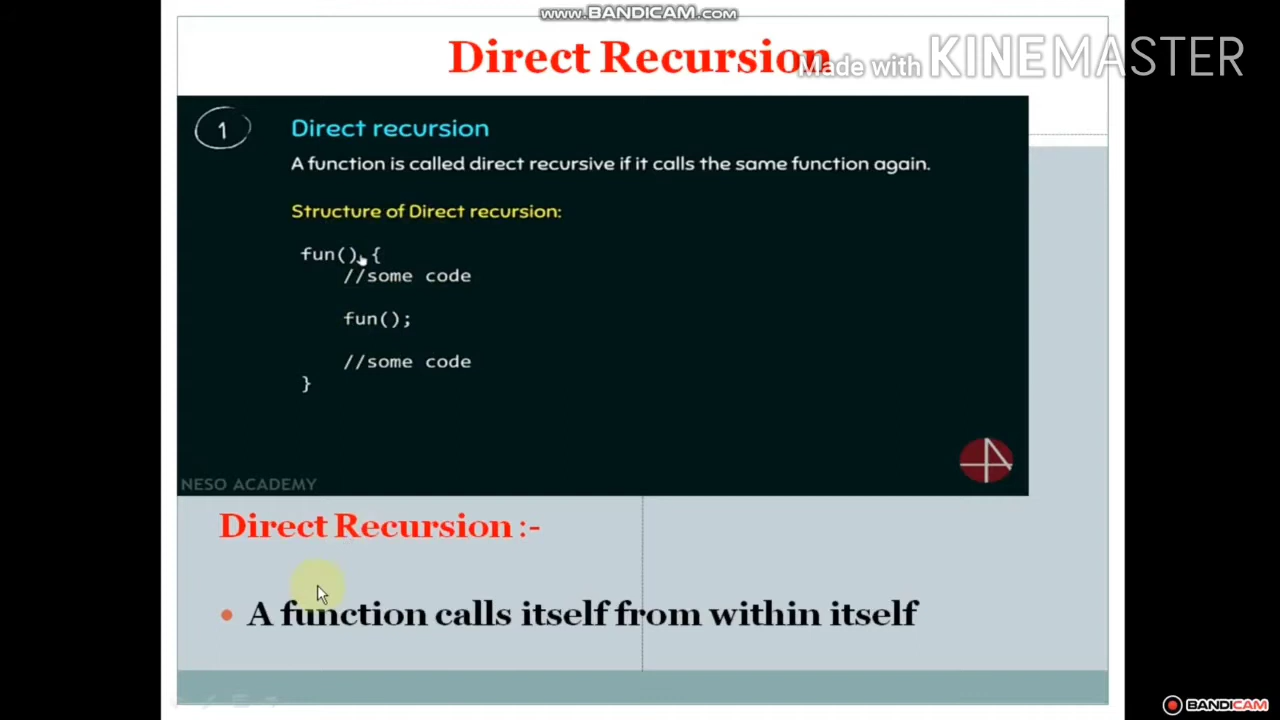 www.BANDICAM.com
Direct Recursion
Made with KINEMASTER
1
Direct recursion
A function is called direct recursive if it calls the same function again.
Structure of Direct recursion:
fun() {
//some code
fun();
//some code
}
NESO ACADEMY
Direct Recursion :-
• A function calls itself from within itself
BANDICAM